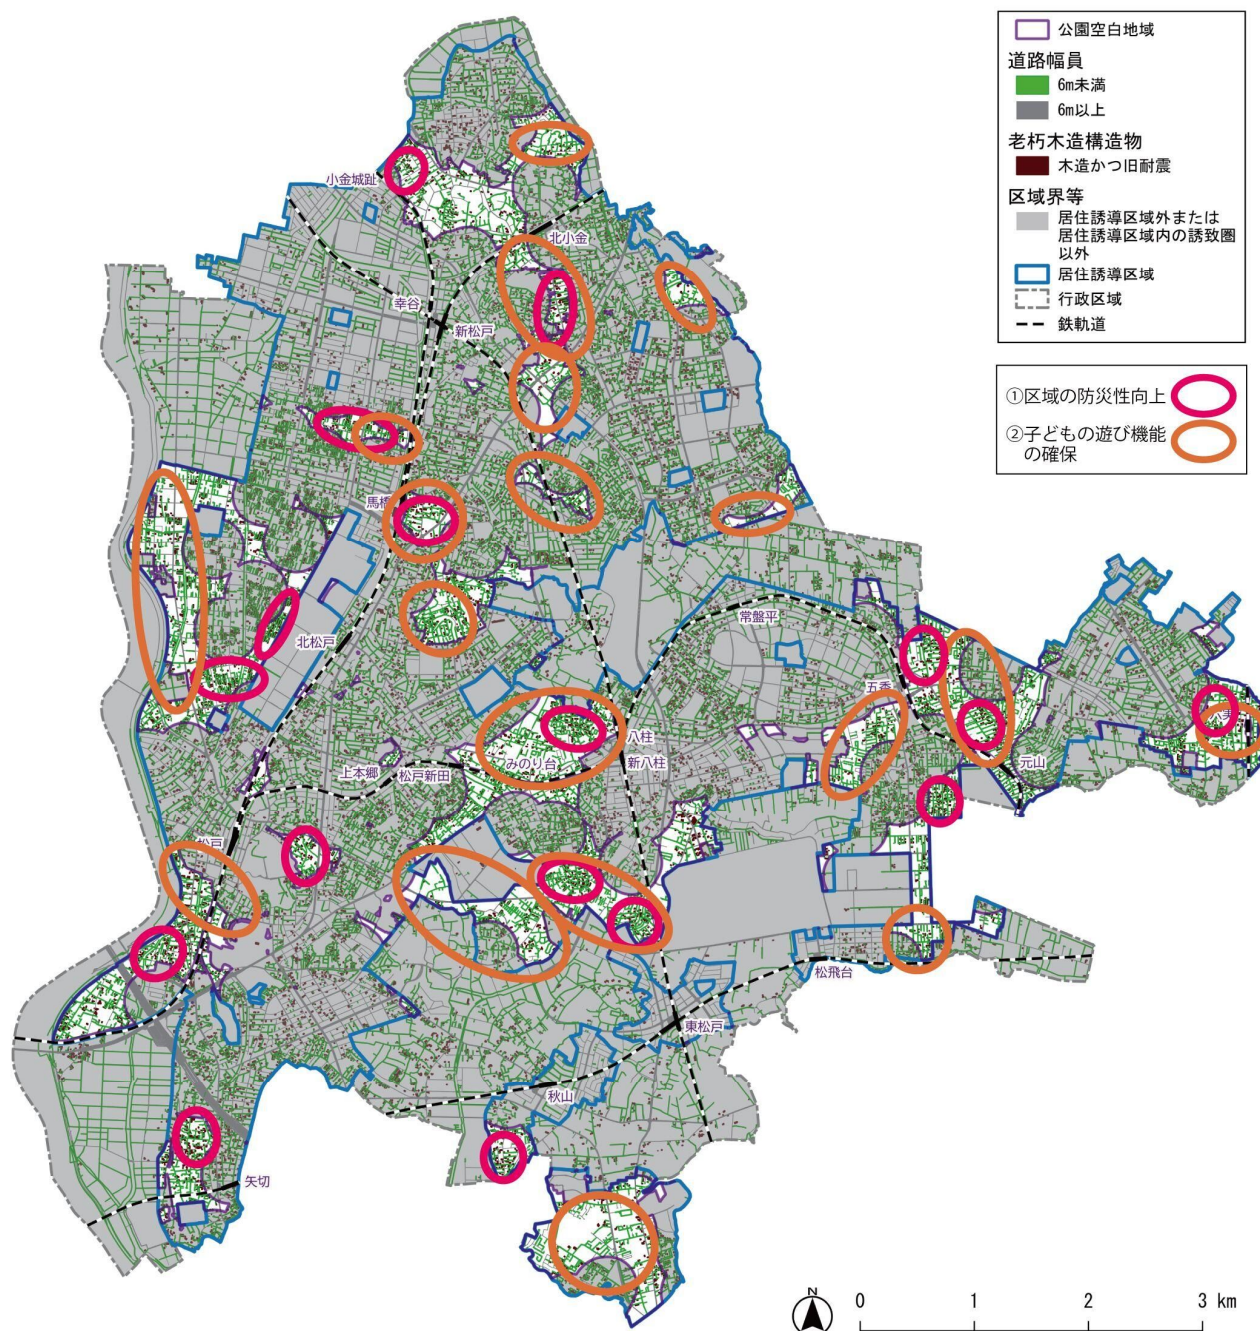 公園空白地域
道路幅員
6m未満
6m以上
老朽木造構造物
木造かつ旧耐震
区域界等
居住誘導区域外または
居住誘導区域内の誘致圏
以外
居住誘導区域
行政区域
鉄軌道
①区域の防災性向上
②子どもの遊び機能
の確保
小金城趾
北小金
幸谷
新松戸
馬橋
北松戸
常盤平
五香
八柱
みのり台
新八柱
上本郷
松戸新田
元山
松戸
松飛台
東松戸
秋山
矢切
N
0 1 2 3 km